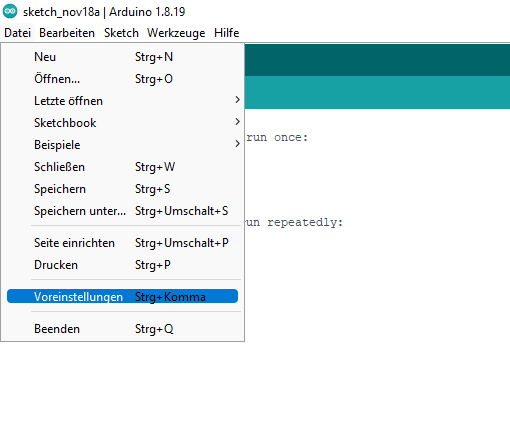 sketch_nov18a | Arduino 1.8.19
Datei Bearbeiten Sketch Werkzeuge Hilfe
Neu Strg+N
Öffnen... Strg+O
Letzte öffnen
Sketchbook
Beispiele
run once:
Schließen Strg+W
Speichern Strg+S
Speichern unter... Strg+Umschalt+S
run repeatedly:
Seite einrichten Strg+Umschalt+P
Drucken Strg+P
Voreinstellungen Strg+Komma
Beenden Strg+Q